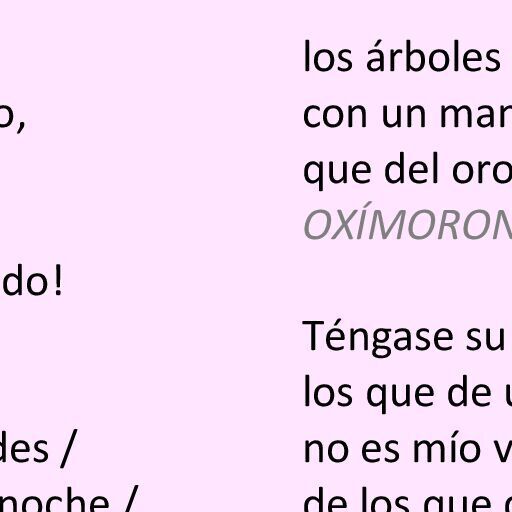 o,
do!
des /
noche /
los árboles
con un
que del oro
OXÍMORON
Téngase su
los que de
no es mío
de los que